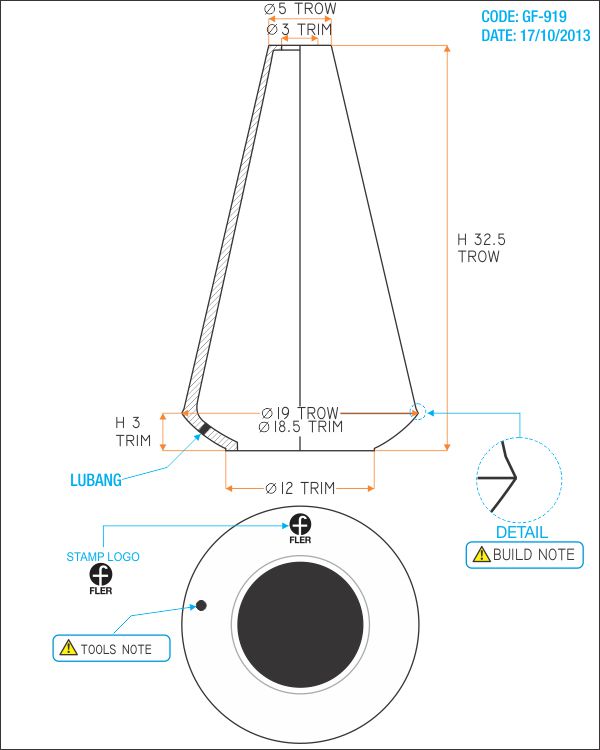 Ø5 TROW
CODE: GF-919
DATE: 17/10/2013
Ø3 TRIM
H 32.5
TROW
H 3
TRIM
Ø19 TROW
Ø18.5 TRIM
LUBANG
Ø12 TRIM
DETAIL
BUILD NOTE
STAMP LOGO
f
FLER
f
FLER
TOOLS NOTE